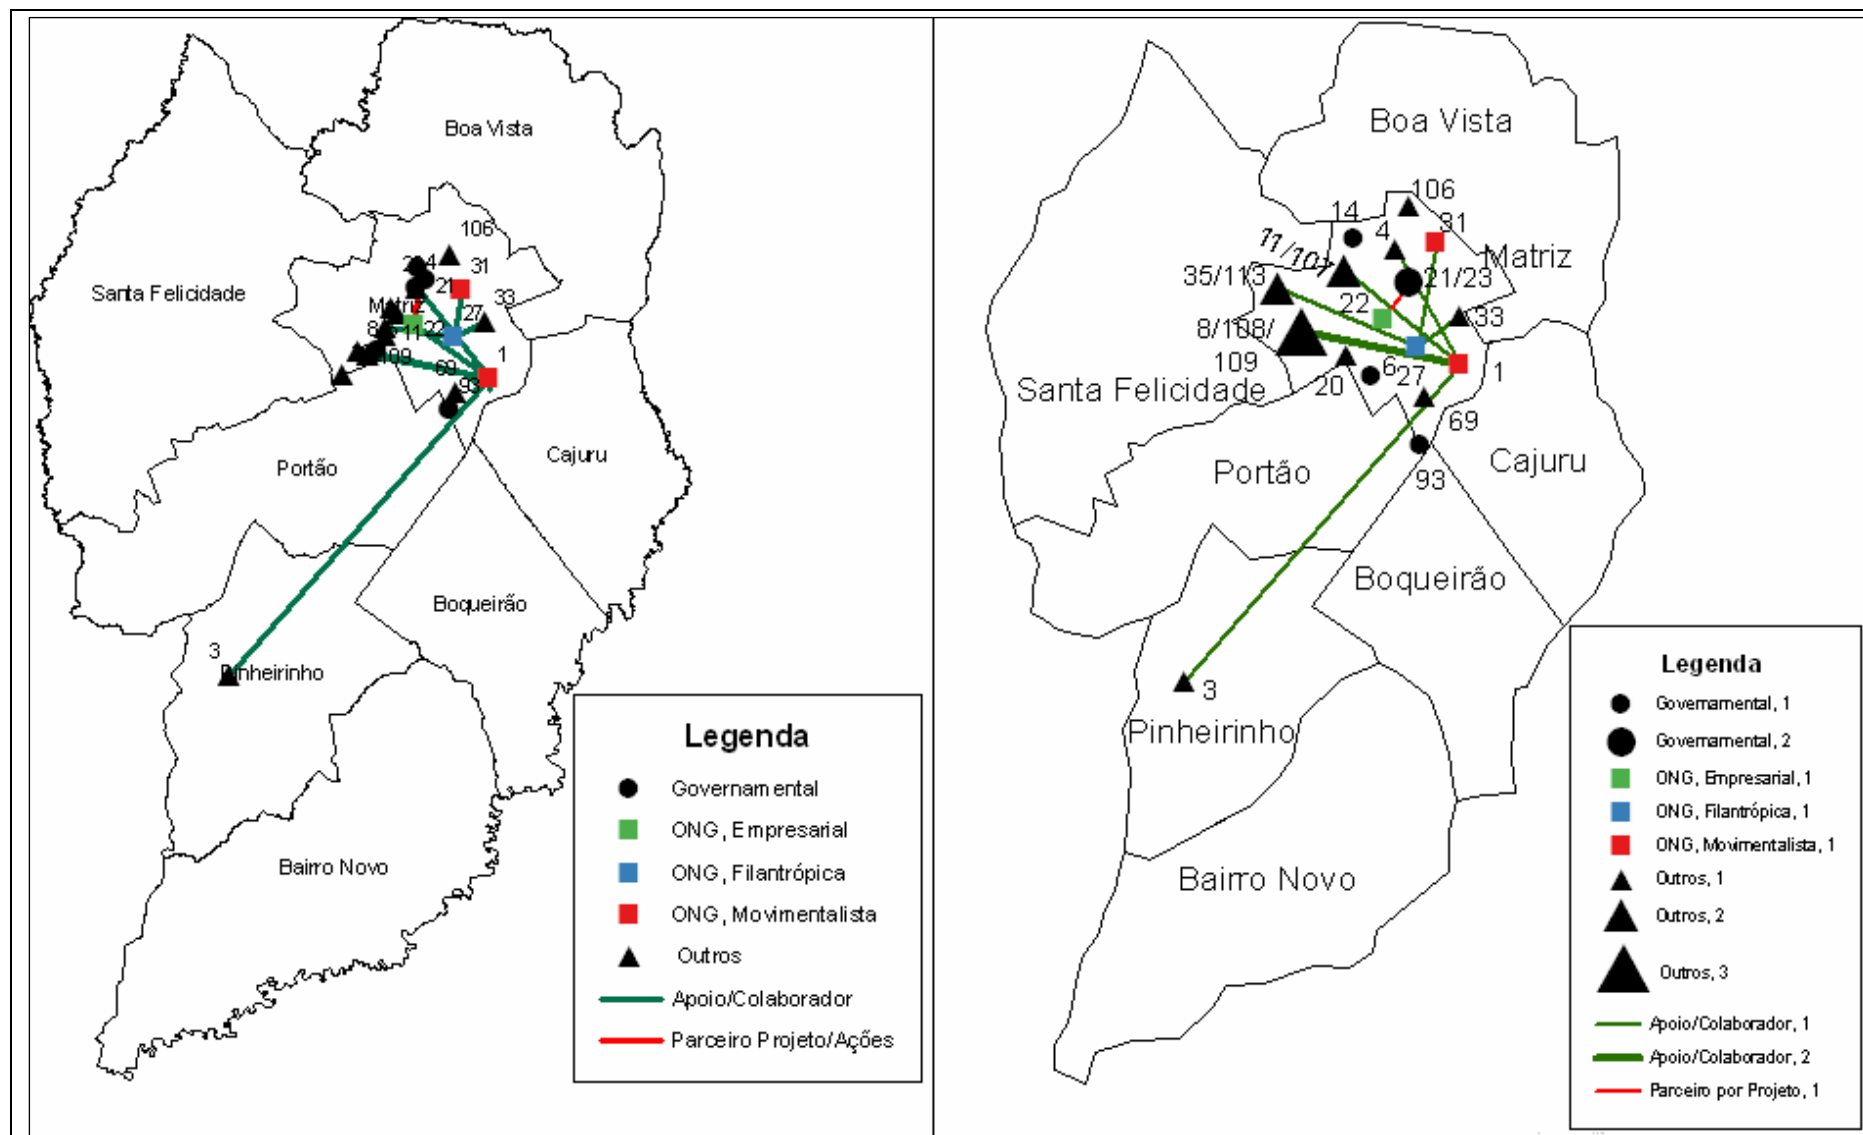 Boa Vista
106
Santa Felicidade
31
21
33
27
Matriz
8
11
22
1
109
69
93
Cajuru
Portão
Boqueirão
3
Pinheirinho
Bairro Novo
Legenda
Governamental
ONG, Empresarial
ONG, Filantrópica
ONG, Movimentalista
Outros
Apoio/Colaborador
Parceiro Projeto/Ações
Boa Vista
106
14
4
31
Matriz
35/113
21/23
22
33
8/108/
109
6
1
Santa Felicidade
20
27
69
Portão
Cajuru
93
Boqueirão
3
Pinheirinho
Bairro Novo
Legenda
Governamental, 1
Governamental, 2
ONG, Empresarial, 1
ONG, Filantrópica, 1
ONG, Movimentalista, 1
Outros, 1
Outros, 2
Outros, 3
Apoio/Colaborador, 1
Apoio/Colaborador, 2
Parceiro por Projeto, 1